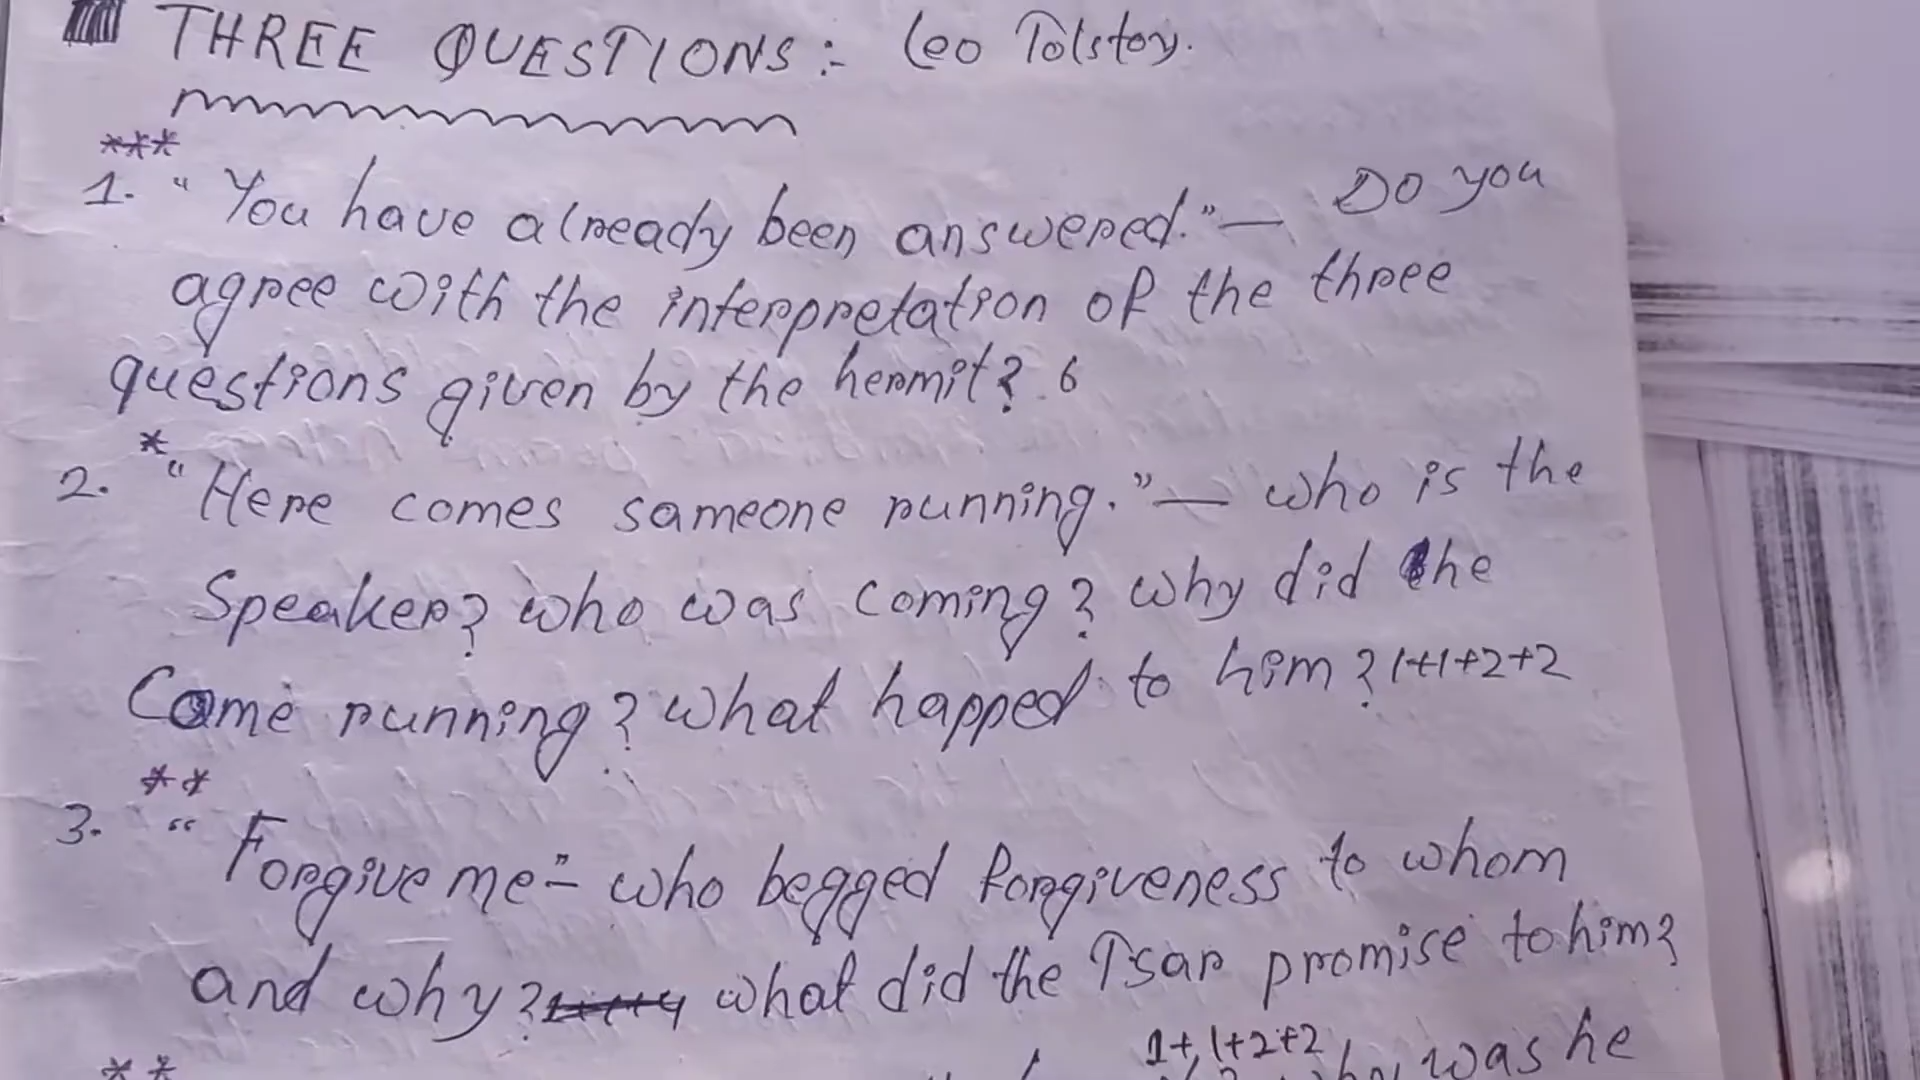 THREE QUESTIONS:- Leo Tolstoy.
***
1. "You have already been answered."— Do you
agree with the interpretation of the three
questions given by the hermit? 6
*
2. "Here comes sameone running."— who is the
Speaker? who was coming? why did the
Come running? what happed to him? 1+1+2+2
**
3. "Forgive me"— who begged forgiveness to whom
and why? what did the Tsar promise to him?
1+1+2+2
was he
**